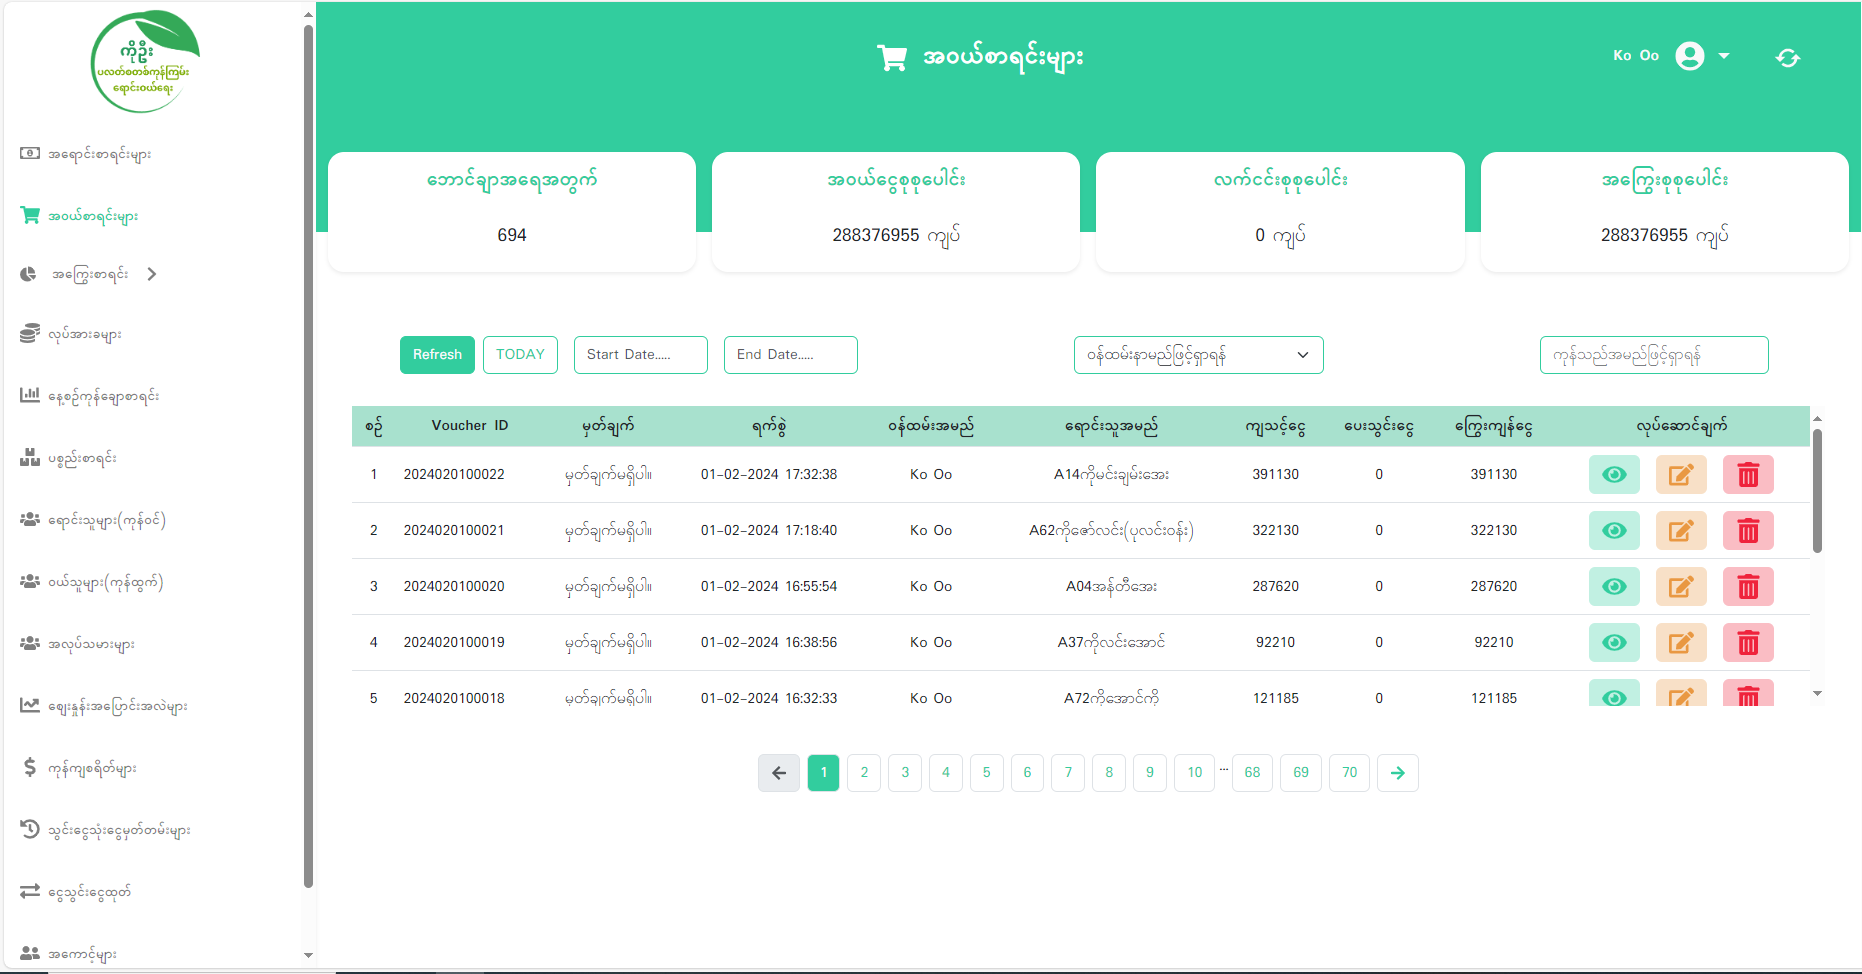 ကိုဦး
ပလတ်စတစ်ကုန်ကြမ်း
ရောင်းဝယ်ရေး
အရောင်းစာရင်းများ
အဝယ်စာရင်းများ
အကြွေးစာရင်း
လုပ်အားခများ
နေ့စဉ်ကုန်ချောစာရင်း
ပစ္စည်းစာရင်း
ရောင်းသူများ(ကုန်ဝင်)
ဝယ်သူများ(ကုန်ထွက်)
အလုပ်သမားများ
ဈေးနှုန်းအပြောင်းအလဲများ
ကုန်ကျစရိတ်များ
သွင်းငွေသုံးငွေမှတ်တမ်းများ
ငွေသွင်းငွေထုတ်
အကောင့်များ
အဝယ်စာရင်းများ
Ko Oo
ဘောင်ချာအရေအတွက်
694
အဝယ်ငွေစုစုပေါင်း
288376955 ကျပ်
လက်ငင်းစုစုပေါင်း
0 ကျပ်
အကြွေးစုစုပေါင်း
288376955 ကျပ်
Refresh TODAY Start Date..... End Date..... ဝန်ထမ်းနာမည်ဖြင့်ရှာရန် ကုန်သည်အမည်ဖြင့်ရှာရန်
စဉ် Voucher ID မှတ်ချက် ရက်စွဲ ဝန်ထမ်းအမည် ရောင်းသူအမည် ကျသင့်ငွေ ပေးသွင်းငွေ ကြွေးကျန်ငွေ လုပ်ဆောင်ချက်
1 2024020100022 မှတ်ချက်မရှိပါ။ 01-02-2024 17:32:38 Ko Oo A14ကိုမင်းချမ်းအေး 391130 0 391130
2 2024020100021 မှတ်ချက်မရှိပါ။ 01-02-2024 17:18:40 Ko Oo A62ကိုဇော်လင်း(ပုလင်းဝန်း) 322130 0 322130
3 2024020100020 မှတ်ချက်မရှိပါ။ 01-02-2024 16:55:54 Ko Oo A04အန်တီအေး 287620 0 287620
4 2024020100019 မှတ်ချက်မရှိပါ။ 01-02-2024 16:38:56 Ko Oo A37ကိုလင်းအောင် 92210 0 92210
5 2024020100018 မှတ်ချက်မရှိပါ။ 01-02-2024 16:32:33 Ko Oo A72ကိုအောင်ကို 121185 0 121185
1 2 3 4 5 6 7 8 9 10 ... 68 69 70